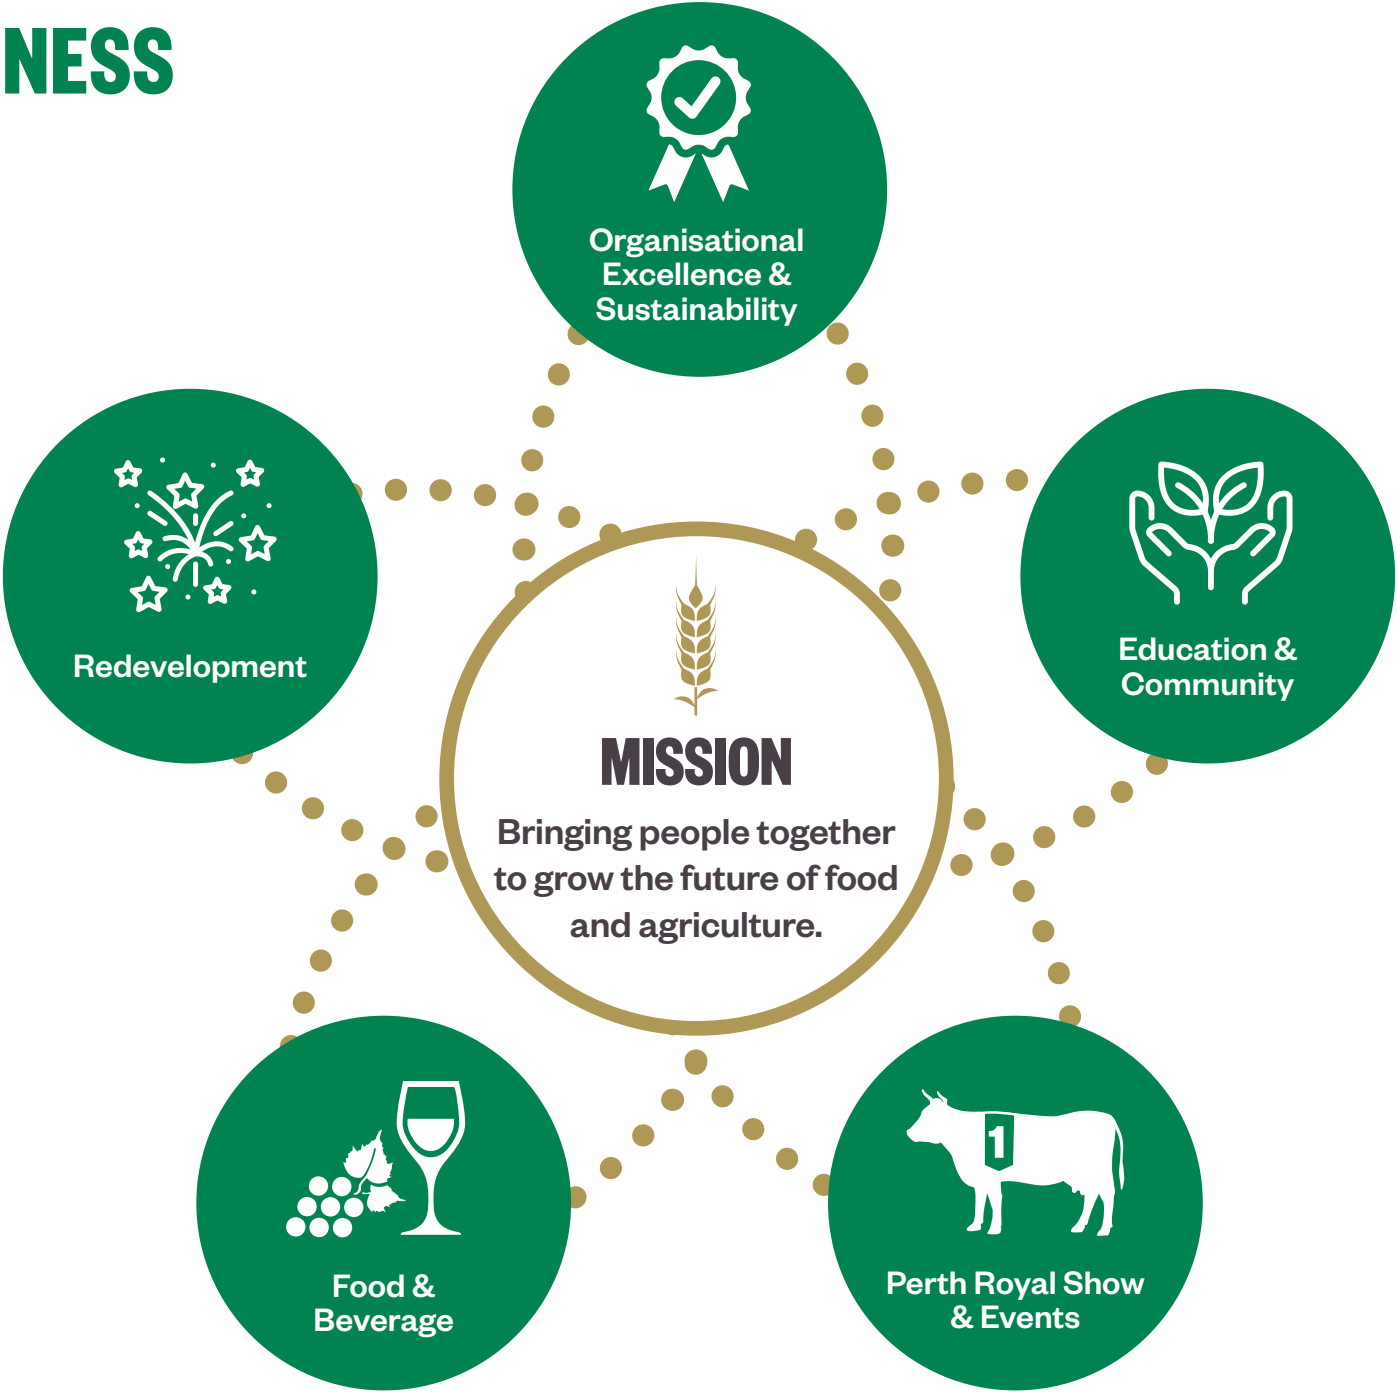 NESS
Organisational
Excellence &
Sustainability
Redevelopment
Education &
Community
MISSION
Bringing people together
to grow the future of food
and agriculture.
Food &
Beverage
1
Perth Royal Show
& Events